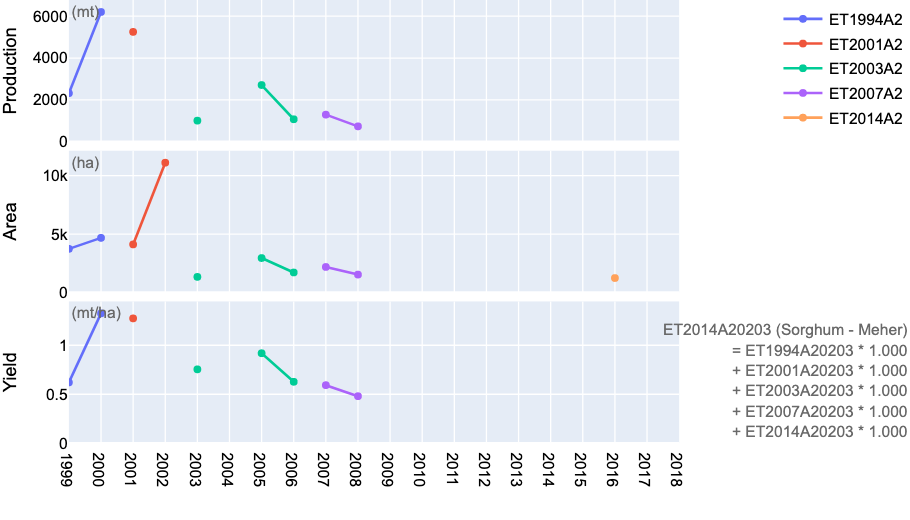 Production
(mt)
6000
4000
2000
0
ET1994A2
ET2001A2
ET2003A2
ET2007A2
ET2014A2
Area
(ha)
10k
5k
0
Yield
(mt/ha)
1
0.5
0
ET2014A20203 (Sorghum - Meher)
= ET1994A20203 * 1.000
+ ET2001A20203 * 1.000
+ ET2003A20203 * 1.000
+ ET2007A20203 * 1.000
+ ET2014A20203 * 1.000
1999
2000
2001
2002
2003
2004
2005
2006
2007
2008
2009
2010
2011
2012
2013
2014
2015
2016
2017
2018